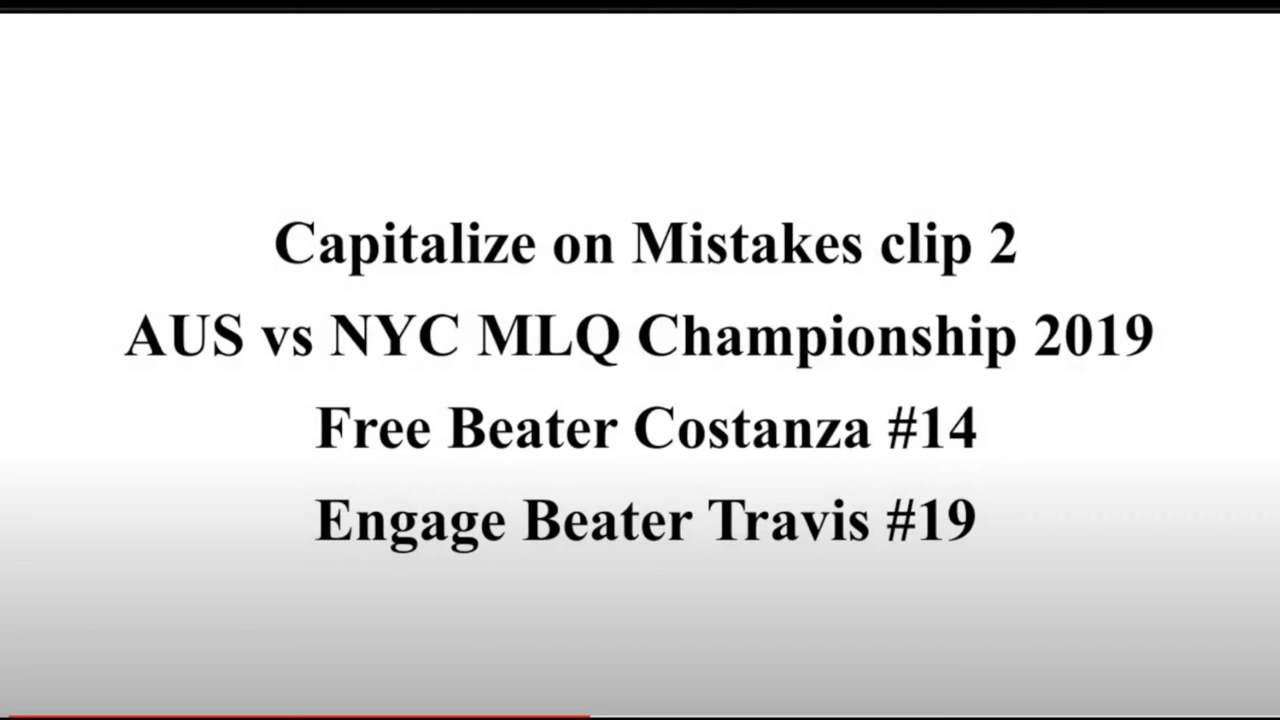 Capitalize on Mistakes clip 2
AUS vs NYC MLQ Championship 2019
Free Beater Costanza #14
Engage Beater Travis #19